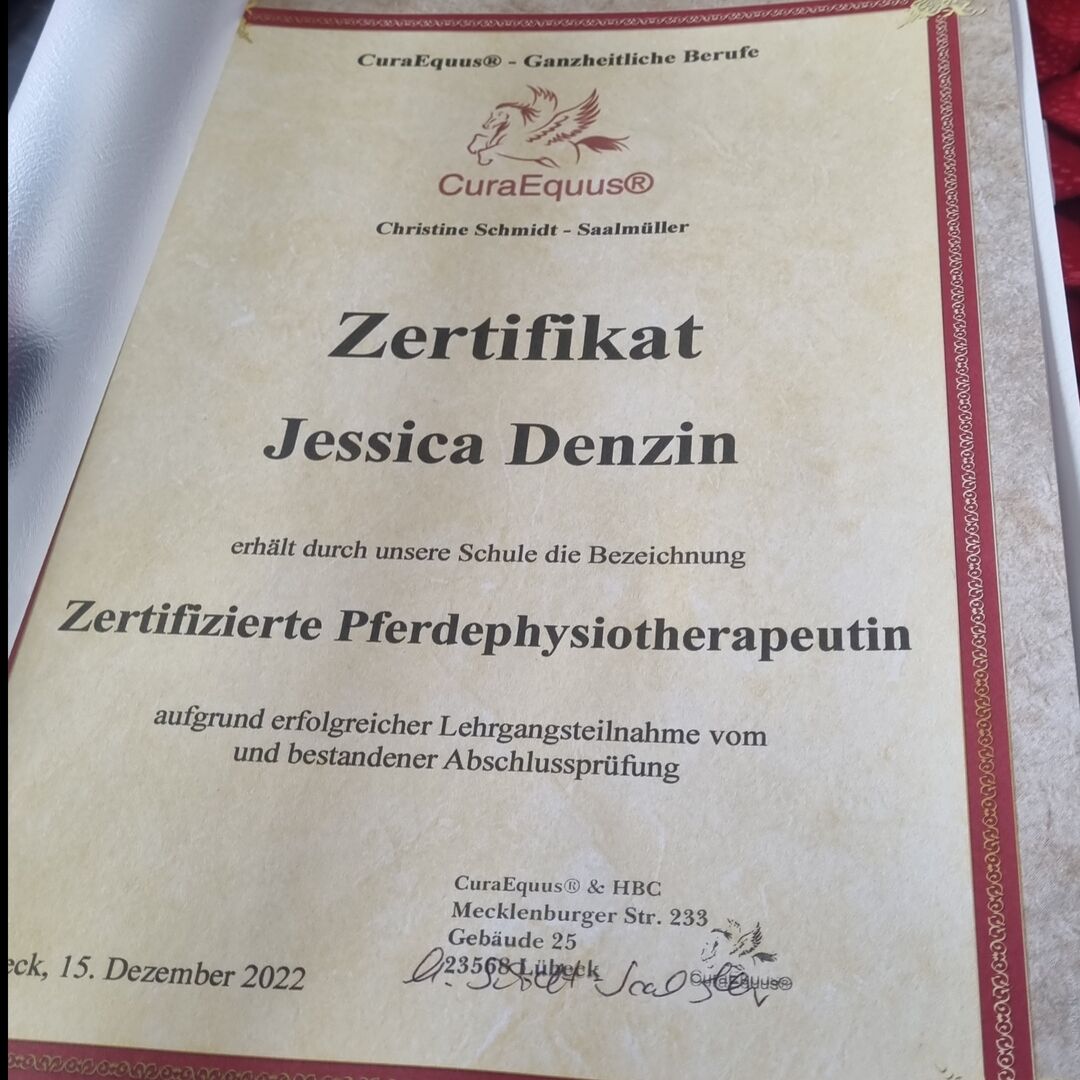 CuraEquus® - Ganzheitliche Berufe
CuraEquus®
Christine Schmidt - Saalmüller
Zertifikat
Jessica Denzin
erhält durch unsere Schule die Bezeichnung
Zertifizierte Pferdephysiotherapeutin
aufgrund erfolgreicher Lehrgangsteilnahme vom
und bestandener Abschlussprüfung
CuraEquus® & HBC
Mecklenburger Str. 233
Gebäude 25
23568 Lübeck
eck, 15. Dezember 2022
CuraEquus®